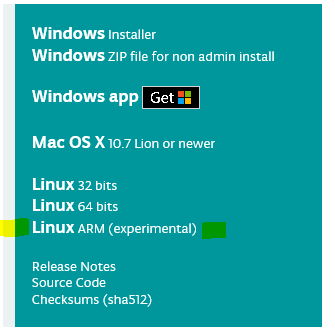 Windows Installer
Windows ZIP file for non admin install
Windows app Get
Mac OS X 10.7 Lion or newer
Linux 32 bits
Linux 64 bits
Linux ARM (experimental)
Release Notes
Source Code
Checksums (sha512)